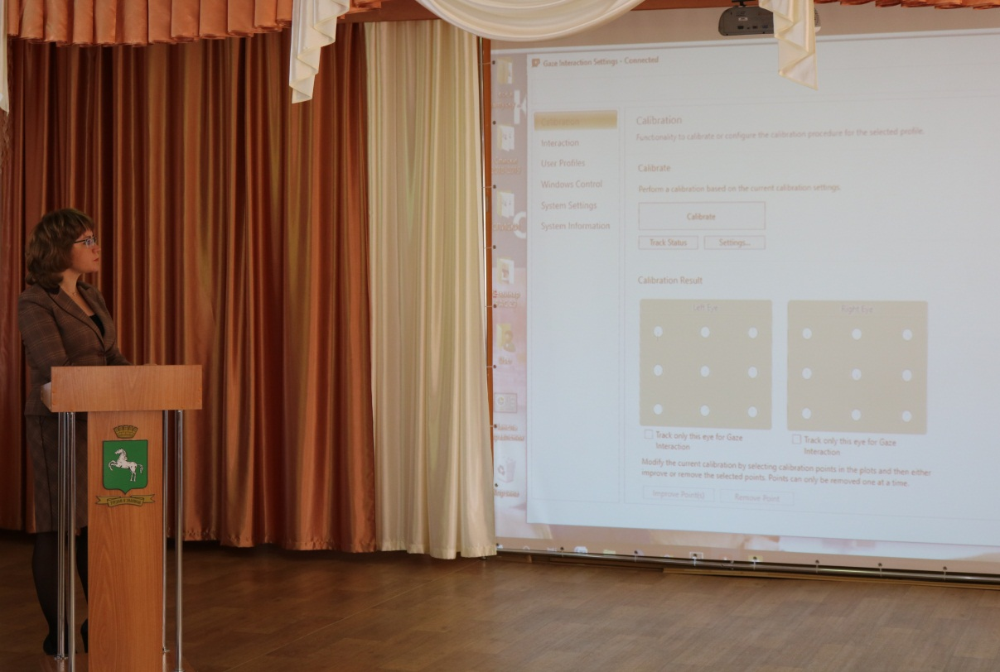 Gaze Interaction Settings - Connected
Calibration
Interaction
User Profiles
Windows Control
System Settings
System Information
Calibration
Functionality to calibrate or configure the calibration procedure for the selected profile.
Calibrate
Perform a calibration based on the current calibration settings.
Calibrate
Track Status
Settings...
Calibration Result
Left Eye
Right Eye
Track only this eye for Gaze
Interaction
Track only this eye for Gaze
Interaction
Modify the current calibration by selecting calibration points in the plots and then either
improve or remove the selected points. Points can only be removed one at a time.
Improve Point(s)
Remove Point